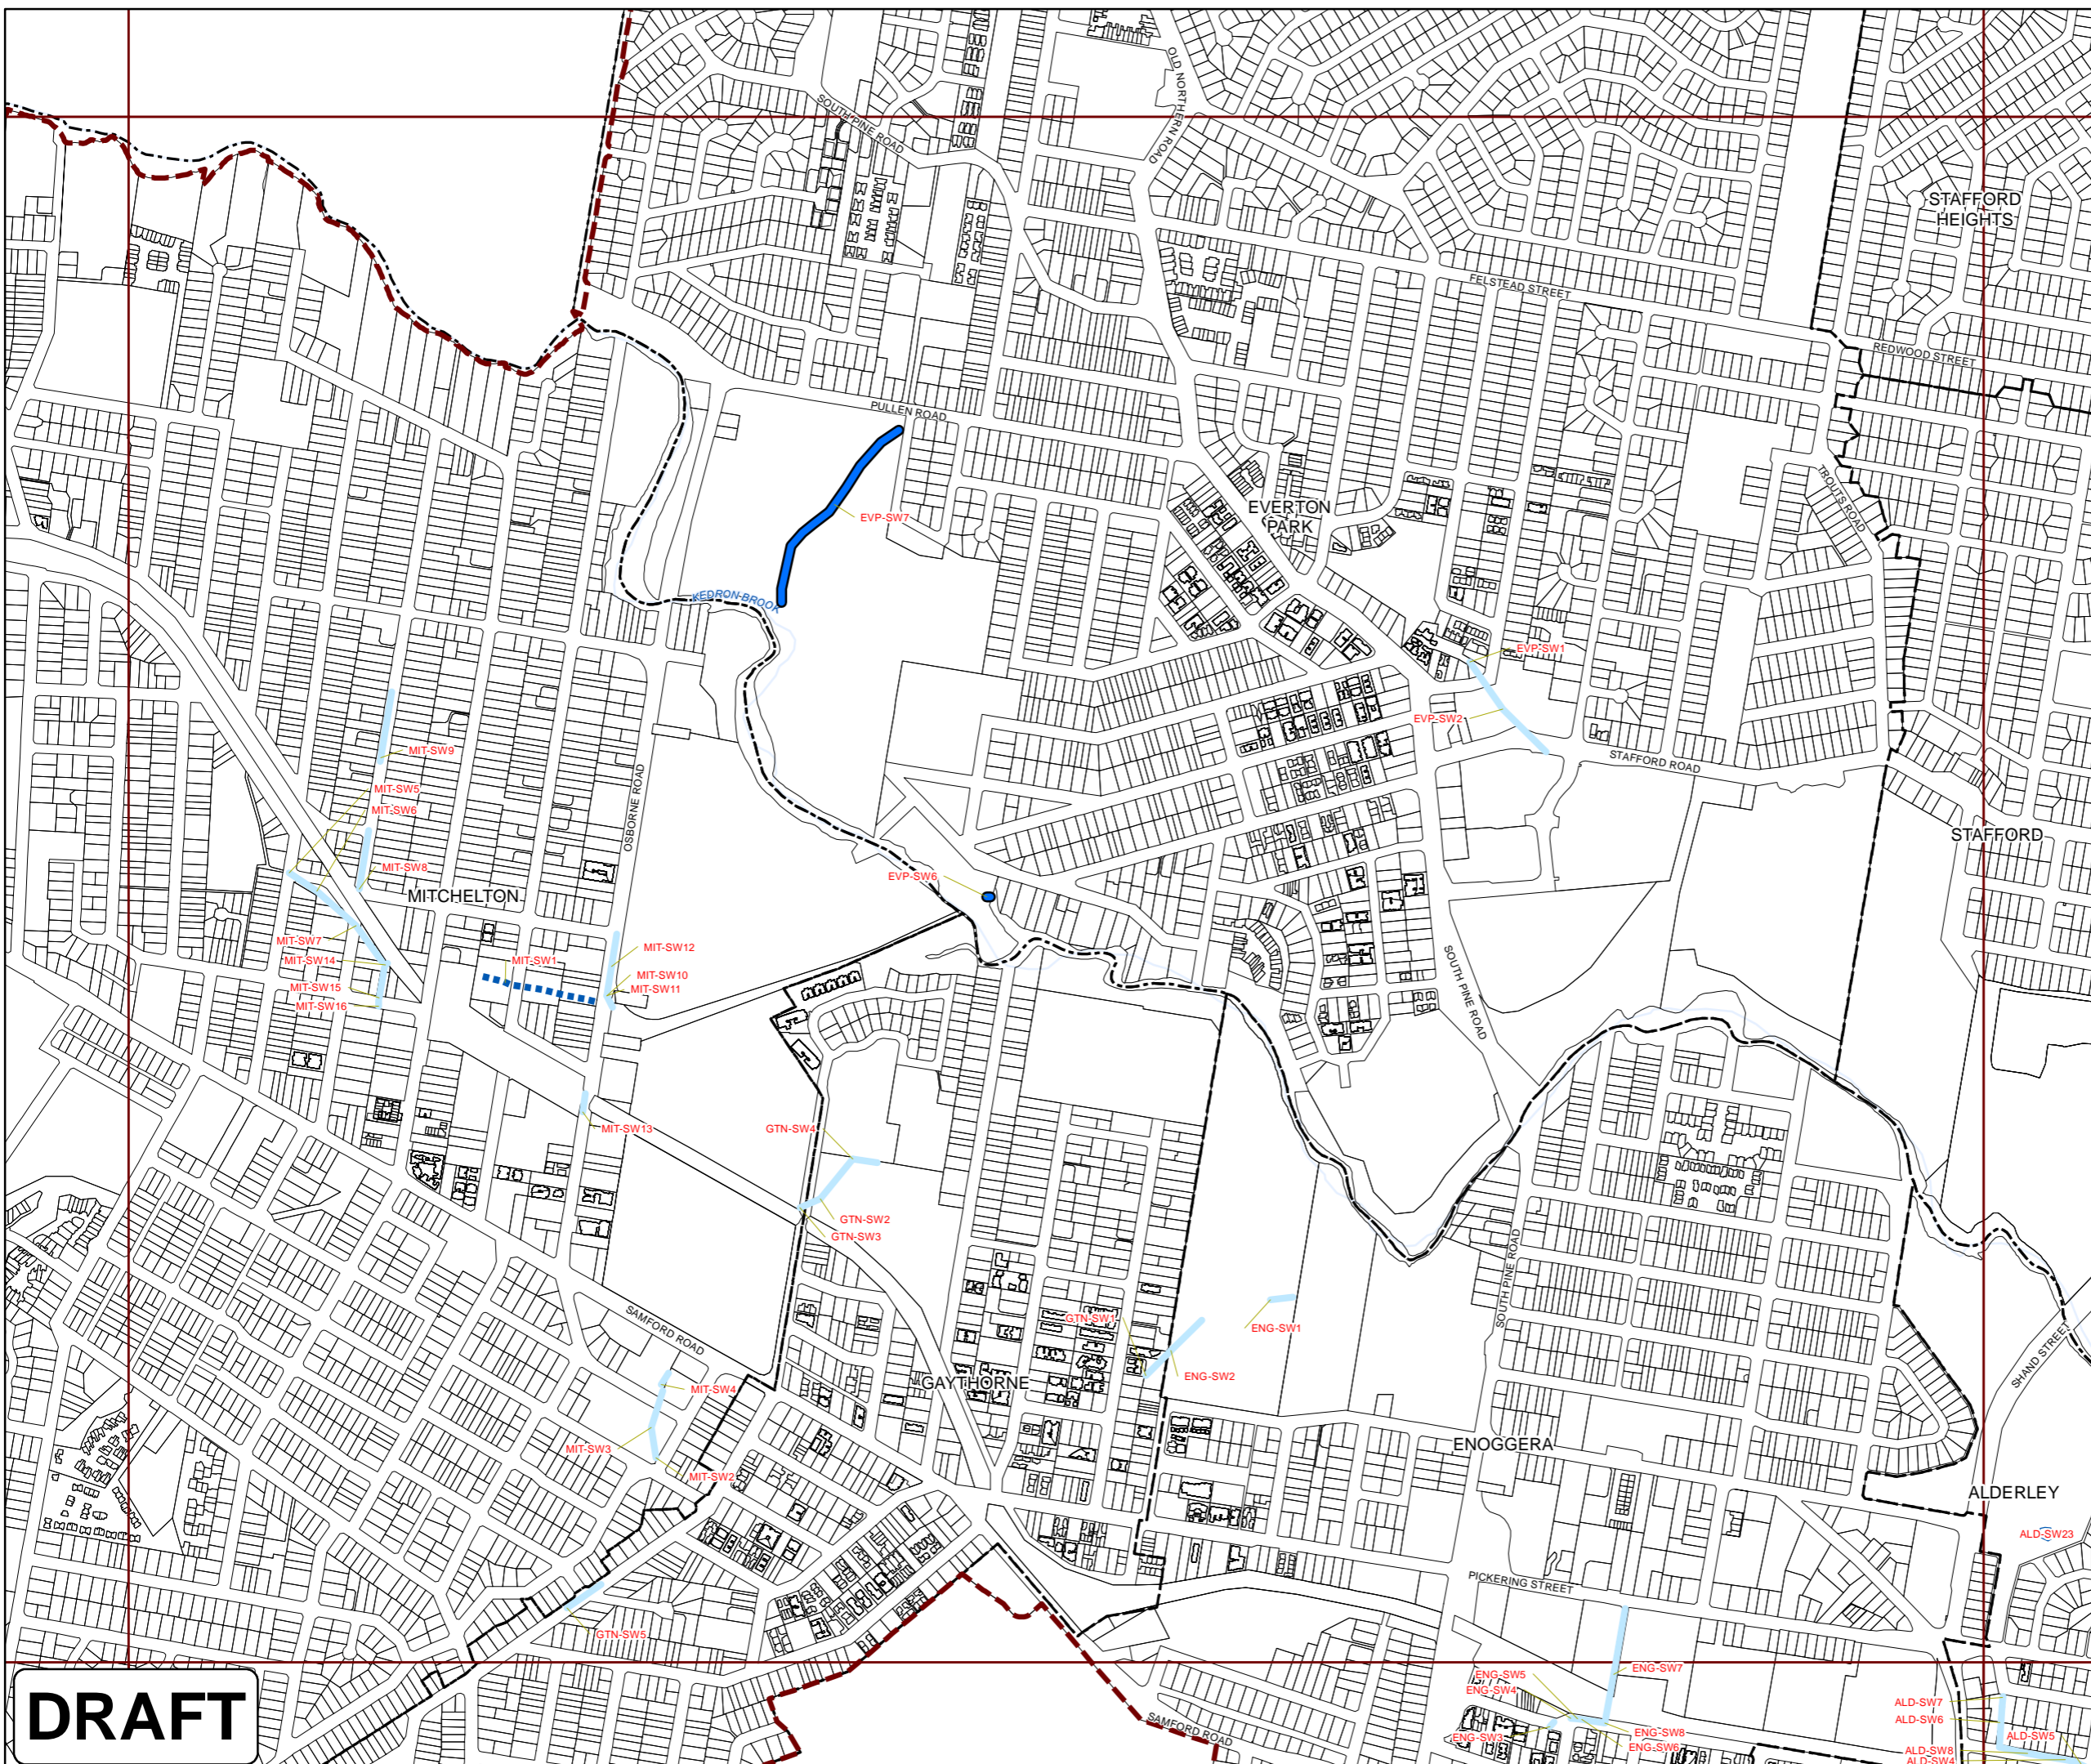 OLD NORTHERN ROAD
SOUTH PINE ROAD
STAFFORD
HEIGHTS
FELSTEAD STREET
REDWOOD STREET
PULLEN ROAD
TROUTS ROAD
EVERTON
PARK
EVP-SW7
KEDRON BROOK
EVP-SW1
EVP-SW2
STAFFORD ROAD
MIT-SW9
MIT-SW5
MIT-SW6
OSBORNE ROAD
STAFFORD
MIT-SW8
EVP-SW6
MITCHELTON
MIT-SW7
MIT-SW12
MIT-SW14
MIT-SW1
MIT-SW10
MIT-SW15
MIT-SW11
MIT-SW16
SOUTH PINE ROAD
MIT-SW13
GTN-SW4
GTN-SW2
GTN-SW3
SOUTH PINE ROAD
GTN-SW1
ENG-SW1
SAMFORD ROAD
SHAND STREET
ENG-SW2
GAYTHORNE
MIT-SW4
MIT-SW3
ENOGGERA
MIT-SW2
ALDERLEY
ALD-SW23
PICKERING STREET
GTN-SW5
ENG-SW7
ENG-SW5
ENG-SW4
DRAFT
ALD-SW7
ALD-SW6
SAMFORD ROAD
ENG-SW3
ENG-SW8
ENG-SW6
ALD-SW5
ALD-SW8
ALD-SW4